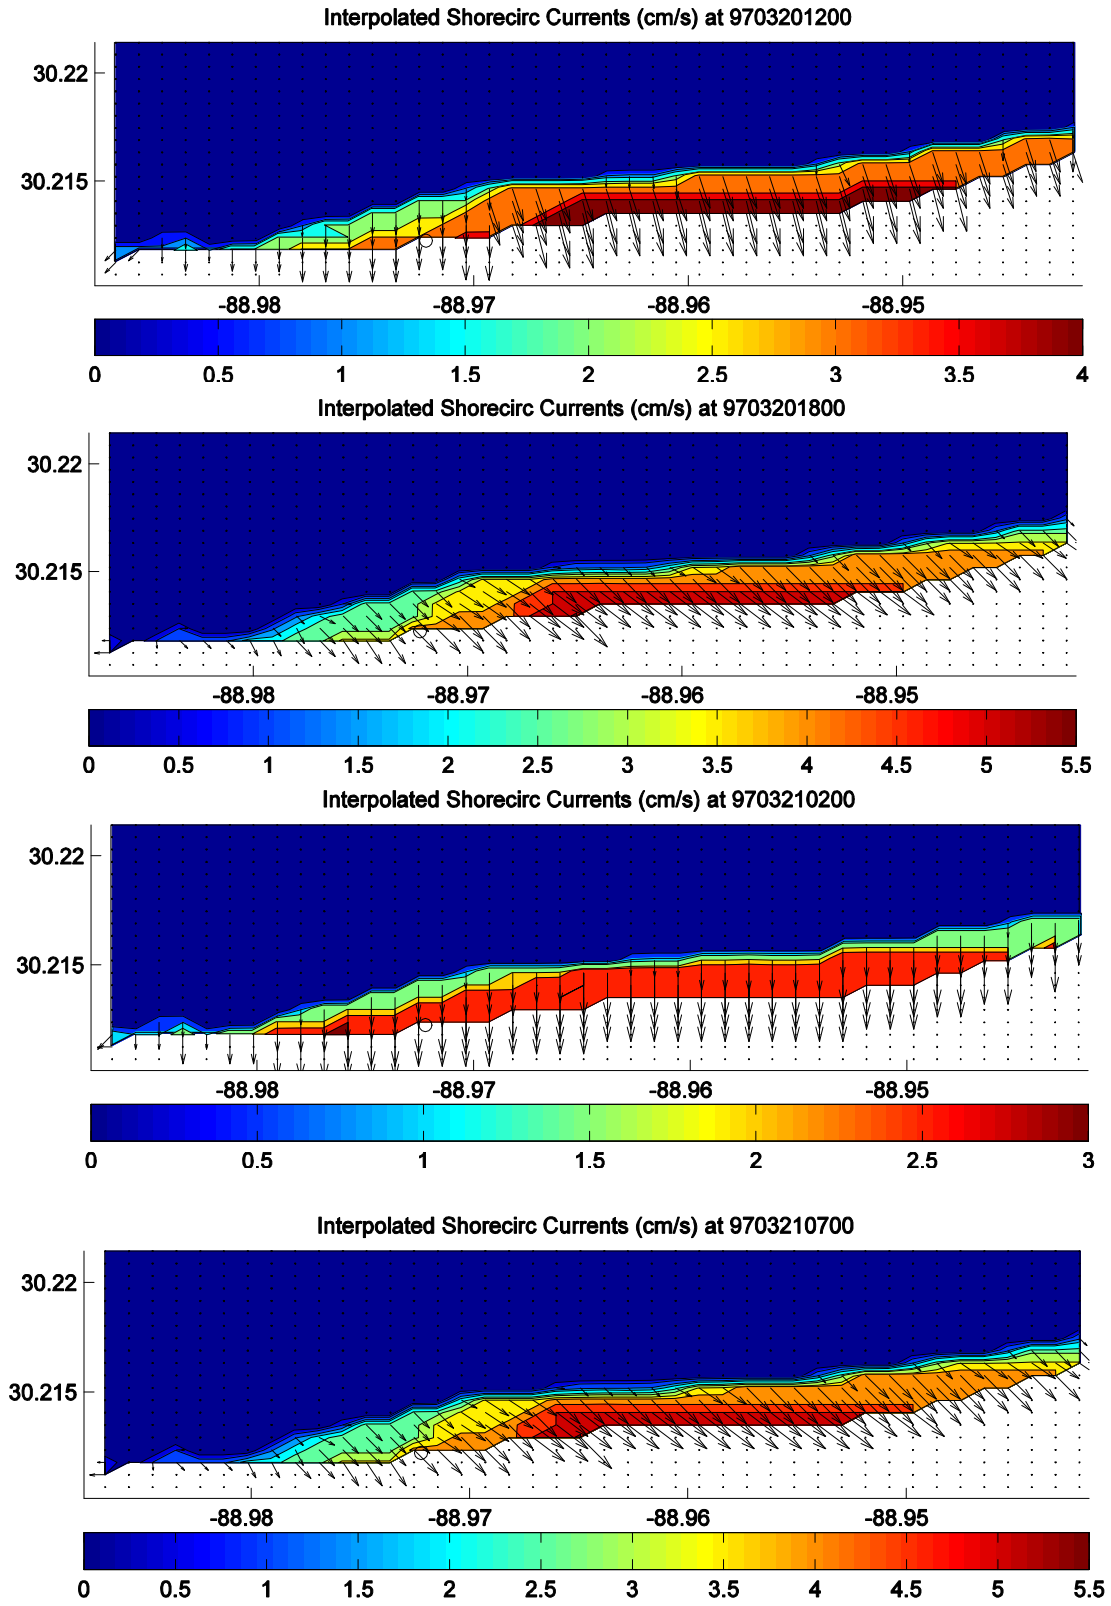 Interpolated Shorecirc Currents (cm/s) at 9703201200
30.22
30.215
-88.98 -88.97 -88.96 -88.95
0 0.5 1 1.5 2 2.5 3 3.5 4
Interpolated Shorecirc Currents (cm/s) at 9703201800
30.22
30.215
-88.98 -88.97 -88.96 -88.95
0 0.5 1 1.5 2 2.5 3 3.5 4 4.5 5 5.5
Interpolated Shorecirc Currents (cm/s) at 9703210200
30.22
30.215
-88.98 -88.97 -88.96 -88.95
0 0.5 1 1.5 2 2.5 3
Interpolated Shorecirc Currents (cm/s) at 9703210700
30.22
30.215
-88.98 -88.97 -88.96 -88.95
0 0.5 1 1.5 2 2.5 3 3.5 4 4.5 5 5.5